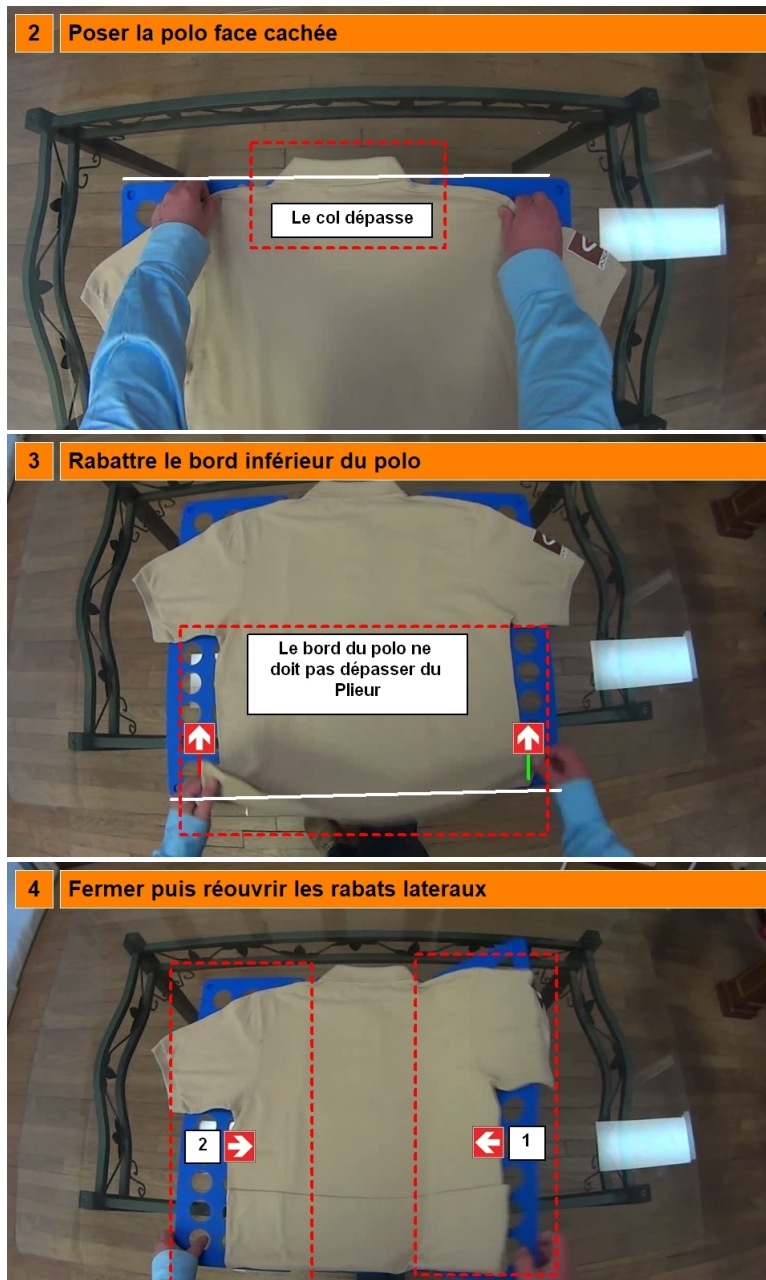 2 Poser la polo face cachée
Le col dépasse
3 Rabattre le bord inférieur du polo
Le bord du polo ne
doit pas dépasser du
Plieur
4 Fermer puis réouvrir les rabats lateraux
2
1